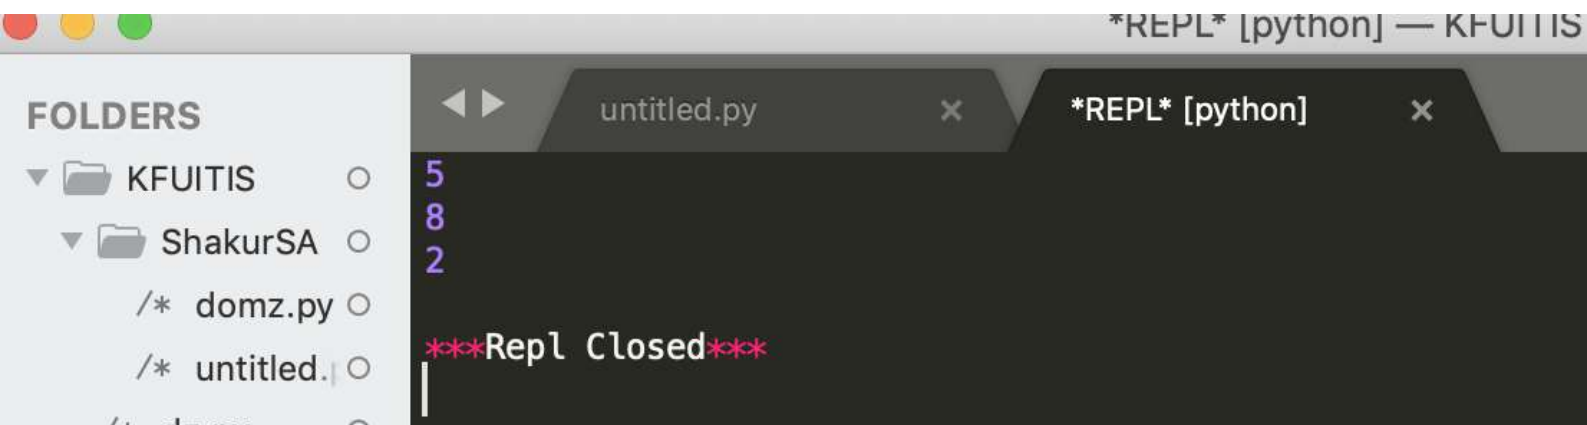 *REPL* [python] — KFUITIS
FOLDERS
KFUITIS
ShakurSA
/* domz.py
/* untitled.
untitled.py
*REPL* [python]
5
8
2
***Repl Closed***